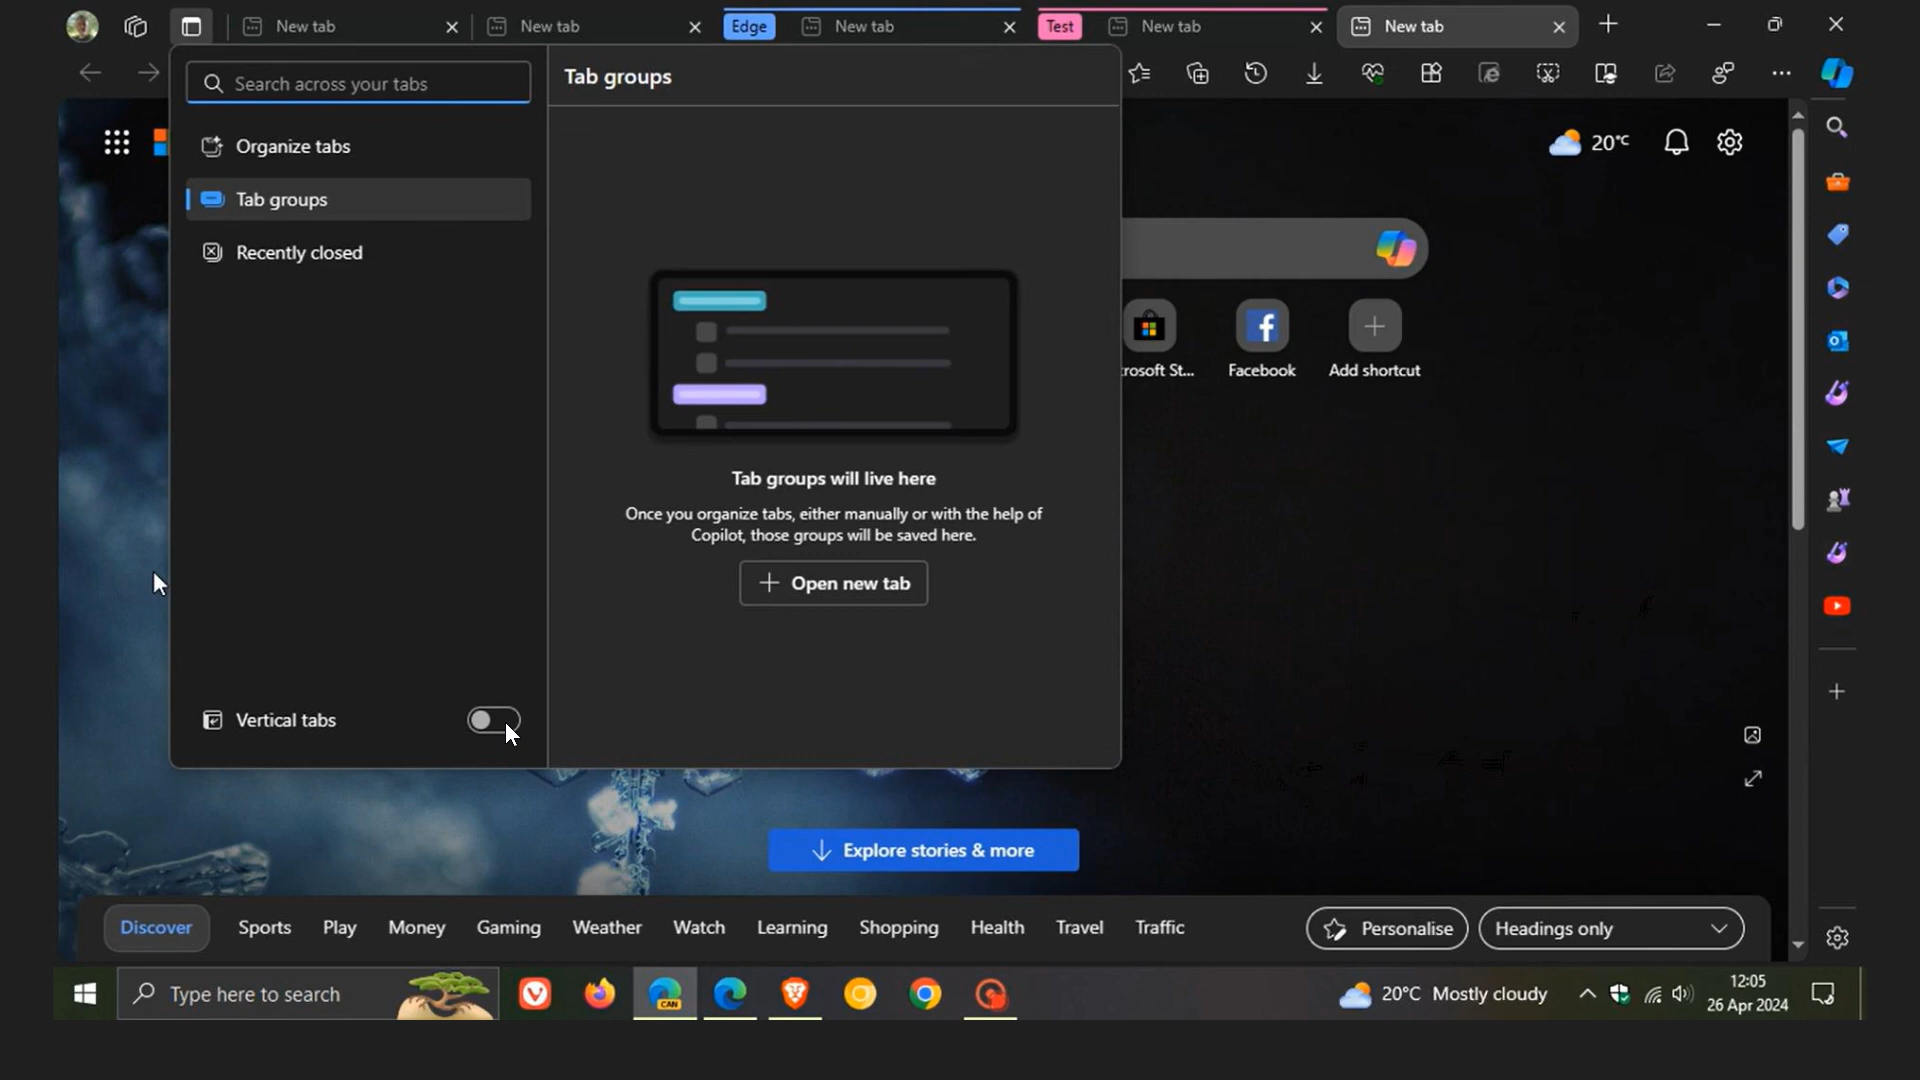 New tab
New tab
Edge
New tab
Test
New tab
New tab
Search across your tabs
Tab groups
Organize tabs
Tab groups
Recently closed
20°C
rosoft St...
Facebook
Add shortcut
Tab groups will live here
Once you organize tabs, either manually or with the help of
Copilot, those groups will be saved here.
Open new tab
Vertical tabs
Explore stories & more
Discover
Sports
Play
Money
Gaming
Weather
Watch
Learning
Shopping
Health
Travel
Traffic
Personalise
Headings only
Type here to search
CAN
20°C Mostly cloudy
12:05
26 Apr 2024